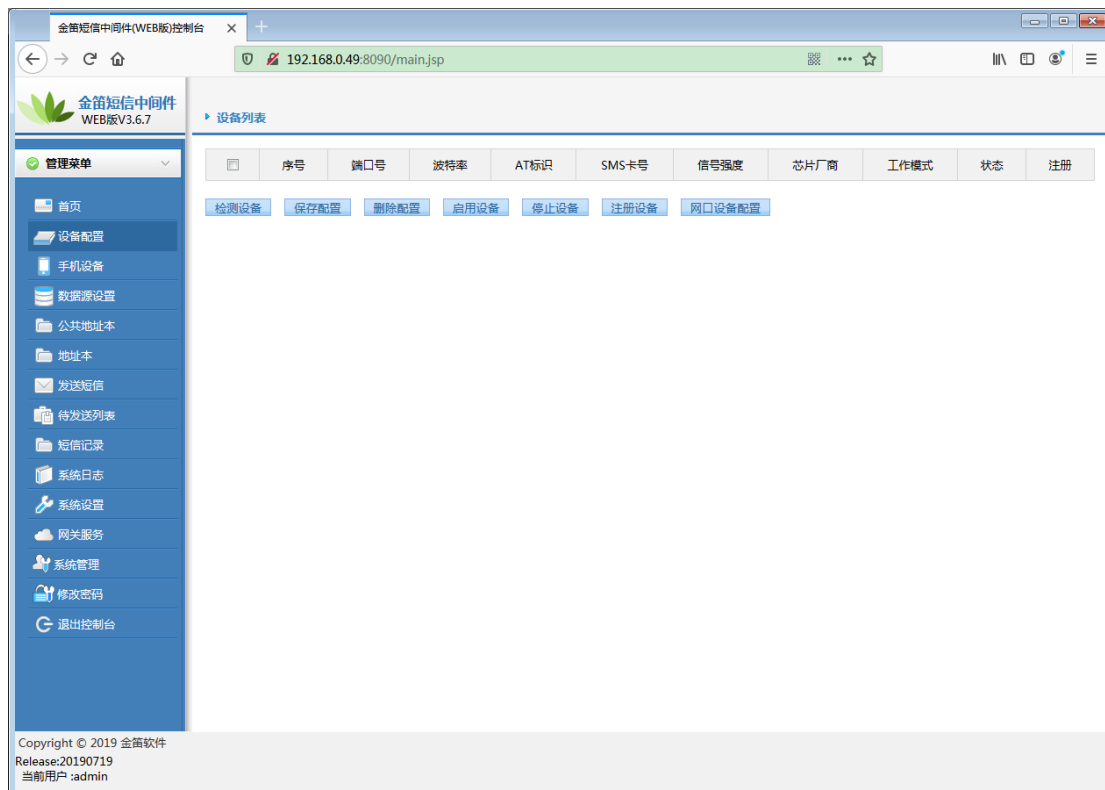 金笛短信中间件(WEB版)控制台
192.168.0.49:8090/main.jsp
金笛短信中间件
WEB版V3.6.7
设备列表
管理菜单
序号 端口号 波特率 AT标识 SMS卡号 信号强度 芯片厂商 工作模式 状态 注册
检测设备 保存配置 删除配置 启用设备 停止设备 注册设备 网口设备配置
首页
设备配置
手机设备
数据源设置
公共地址本
地址本
发送短信
待发送列表
短信记录
系统日志
系统设置
网关服务
系统管理
修改密码
退出控制台
Copyright © 2019 金笛软件
Release:20190719
当前用户 :admin